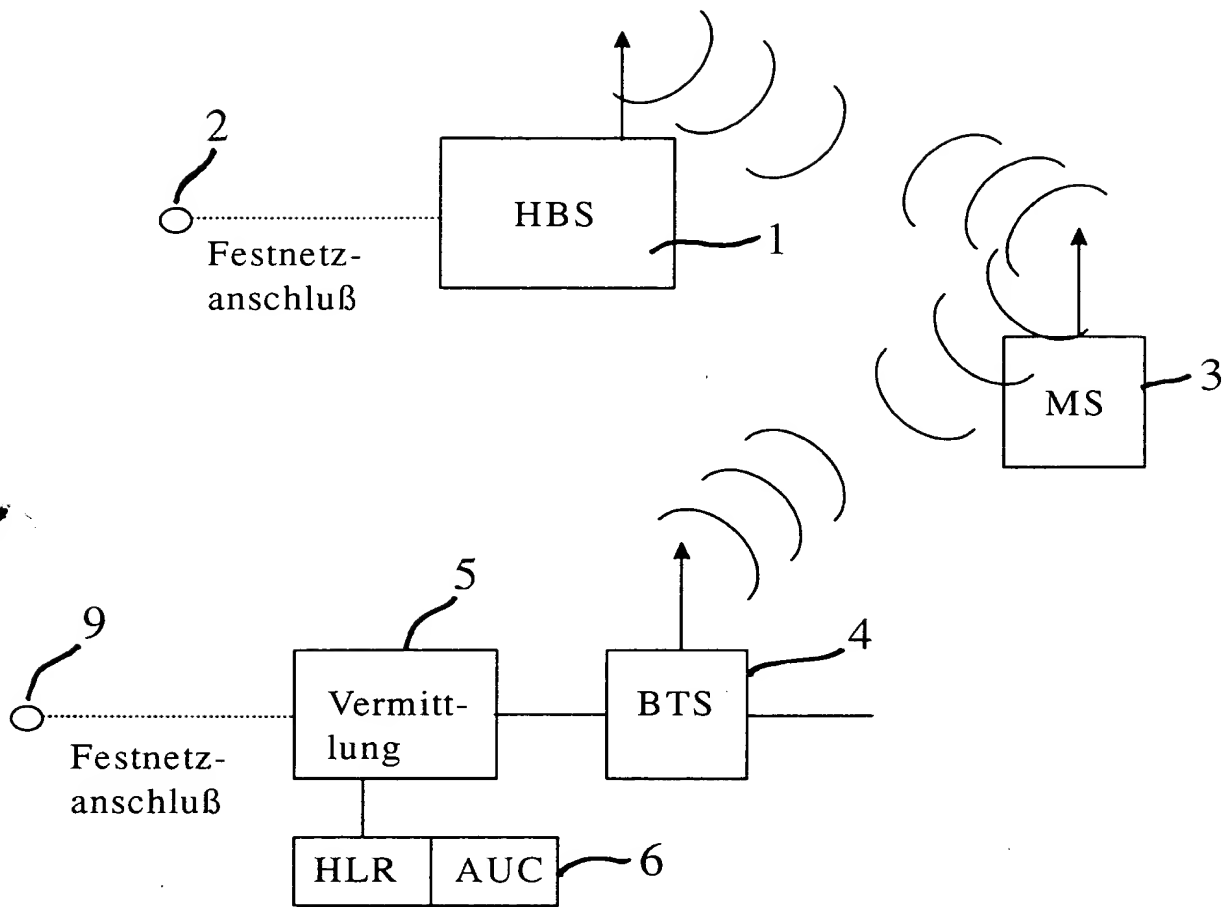 2
HBS
1
Festnetz-
anschluß
3
MS
5
9
4
Vermitt-
lung
BTS
Festnetz-
anschluß
HLR AUC
6